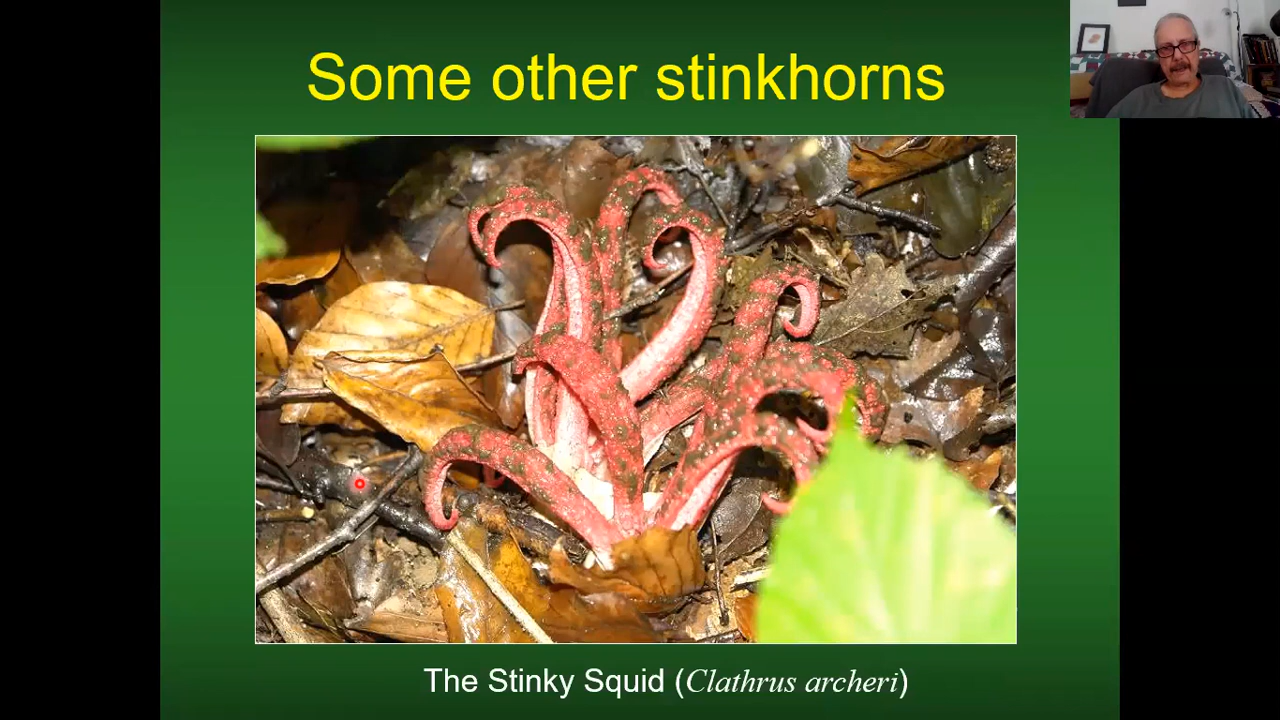 Some other stinkhorns
The Stinky Squid (Clathrus archeri)